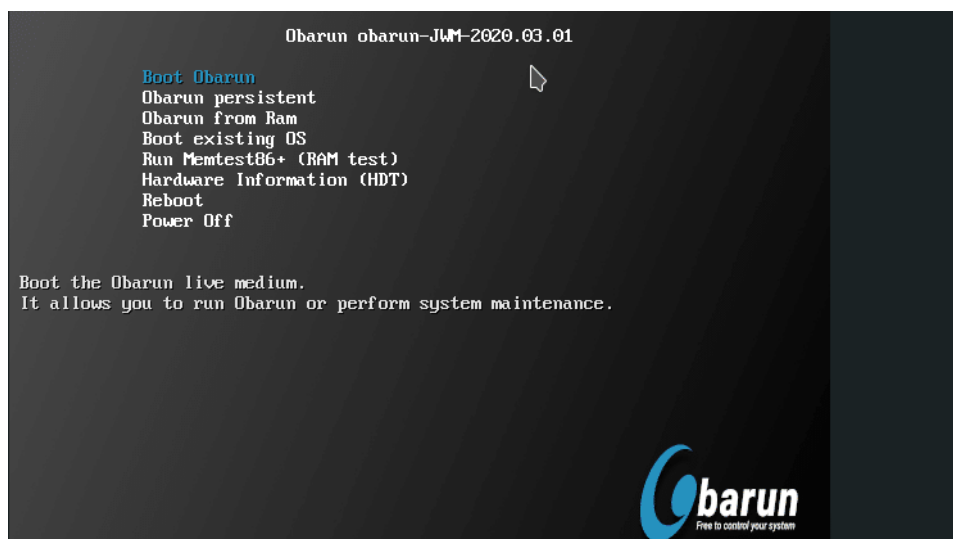 Obarun obarun-JWM-2020.03.01
Boot Obarun
Obarun persistent
Obarun from Ram
Boot existing OS
Run Memtest86+ (RAM test)
Hardware Information (HDT)
Reboot
Power Off
Boot the Obarun live medium.
It allows you to run Obarun or perform system maintenance.
Obarun
Free to control your system